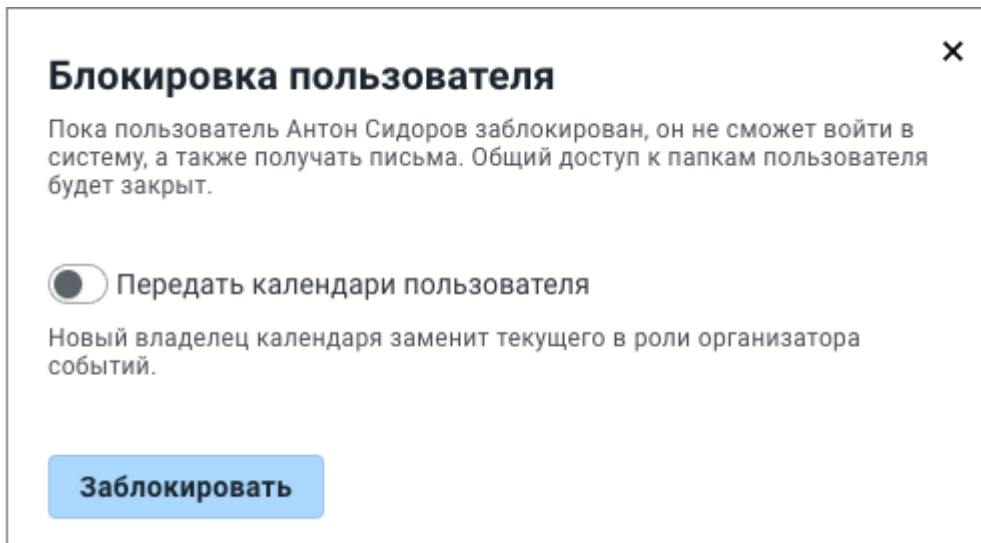 Блокировка пользователя
Пока пользователь Антон Сидоров заблокирован, он не сможет войти в
систему, а также получать письма. Общий доступ к папкам пользователя
будет закрыт.
Передать календари пользователя
Новый владелец календаря заменит текущего в роли организатора
событий.
Заблокировать